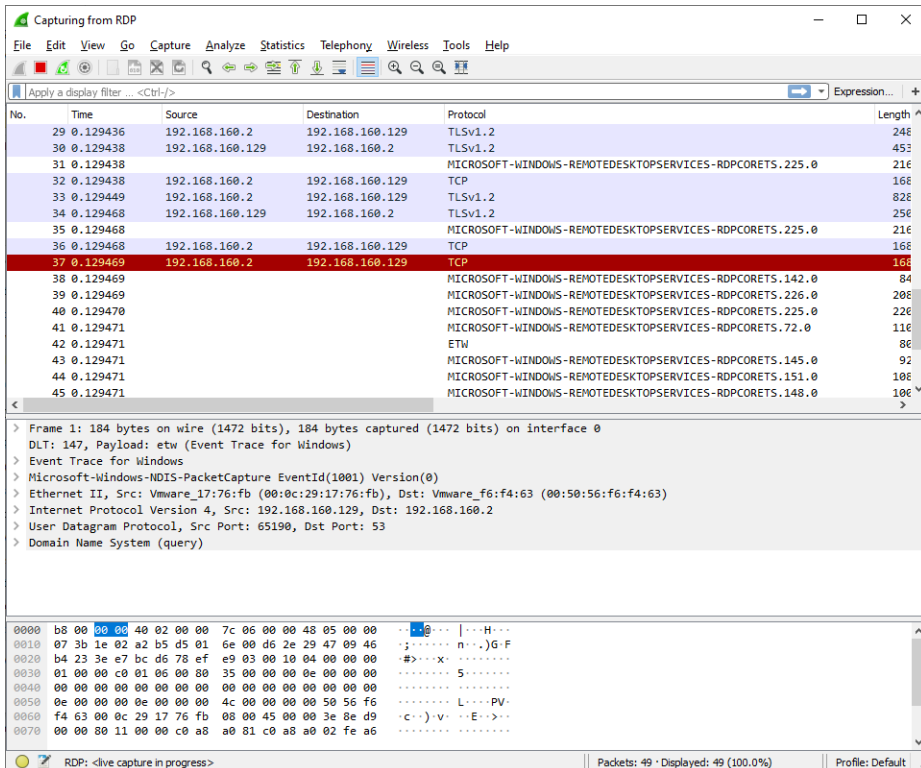 Capturing from RDP
File Edit View Go Capture Analyze Statistics Telephony Wireless Tools Help
Apply a display filter ... <Ctrl-/> Expression... +
No. Time Source Destination Protocol Length
29 0.129436 192.168.160.2 192.168.160.129 TLSv1.2 248
30 0.129438 192.168.160.129 192.168.160.2 TLSv1.2 453
31 0.129438 MICROSOFT-WINDOWS-REMOTEDESKTOPSERVICES-RDPCORETS.225.0 216
32 0.129438 192.168.160.2 192.168.160.129 TCP 168
33 0.129449 192.168.160.2 192.168.160.129 TLSv1.2 828
34 0.129468 192.168.160.129 192.168.160.2 TLSv1.2 250
35 0.129468 MICROSOFT-WINDOWS-REMOTEDESKTOPSERVICES-RDPCORETS.225.0 216
36 0.129468 192.168.160.2 192.168.160.129 TCP 168
37 0.129469 192.168.160.2 192.168.160.129 TCP 168
38 0.129469 MICROSOFT-WINDOWS-REMOTEDESKTOPSERVICES-RDPCORETS.142.0 84
39 0.129469 MICROSOFT-WINDOWS-REMOTEDESKTOPSERVICES-RDPCORETS.226.0 208
40 0.129470 MICROSOFT-WINDOWS-REMOTEDESKTOPSERVICES-RDPCORETS.225.0 220
41 0.129471 MICROSOFT-WINDOWS-REMOTEDESKTOPSERVICES-RDPCORETS.72.0 110
42 0.129471 ETW 80
43 0.129471 MICROSOFT-WINDOWS-REMOTEDESKTOPSERVICES-RDPCORETS.145.0 92
44 0.129471 MICROSOFT-WINDOWS-REMOTEDESKTOPSERVICES-RDPCORETS.151.0 108
45 0.129471 MICROSOFT-WINDOWS-REMOTEDESKTOPSERVICES-RDPCORETS.148.0 100
> Frame 1: 184 bytes on wire (1472 bits), 184 bytes captured (1472 bits) on interface 0
DLT: 147, Payload: etw (Event Trace for Windows)
> Event Trace for Windows
> Microsoft-Windows-NDIS-PacketCapture EventId(1001) Version(0)
> Ethernet II, Src: Vmware_17:76:fb (00:0c:29:17:76:fb), Dst: Vmware_f6:f4:63 (00:50:56:f6:f4:63)
> Internet Protocol Version 4, Src: 192.168.160.129, Dst: 192.168.160.2
> User Datagram Protocol, Src Port: 65190, Dst Port: 53
> Domain Name System (query)
0000 b8 00 00 00 40 02 00 00 7c 06 00 00 48 05 00 00 ····@··· |···H···
0010 07 3b 1e 02 a2 b5 d5 01 6e 00 d6 2e 29 47 09 46 ·;······ n··.)G·F
0020 b4 23 3e e7 bc d6 78 ef e9 03 00 10 04 00 00 00 ·#>···x· ········
0030 01 00 00 c0 01 06 00 80 35 00 00 00 0e 00 00 00 ········ 5·······
0040 00 00 00 00 00 00 00 00 00 00 00 00 00 00 00 00 ········ ········
0050 0e 00 00 00 0e 00 00 00 4c 00 00 00 00 50 56 f6 ········ L····PV·
0060 f4 63 00 0c 29 17 76 fb 08 00 45 00 00 3e 8e d9 ·c··)·v· ··E··>··
0070 00 00 80 11 00 00 c0 a8 a0 81 c0 a8 a0 02 fe a6 ········ ········
RDP: <live capture in progress> Packets: 49 · Displayed: 49 (100.0%) Profile: Default